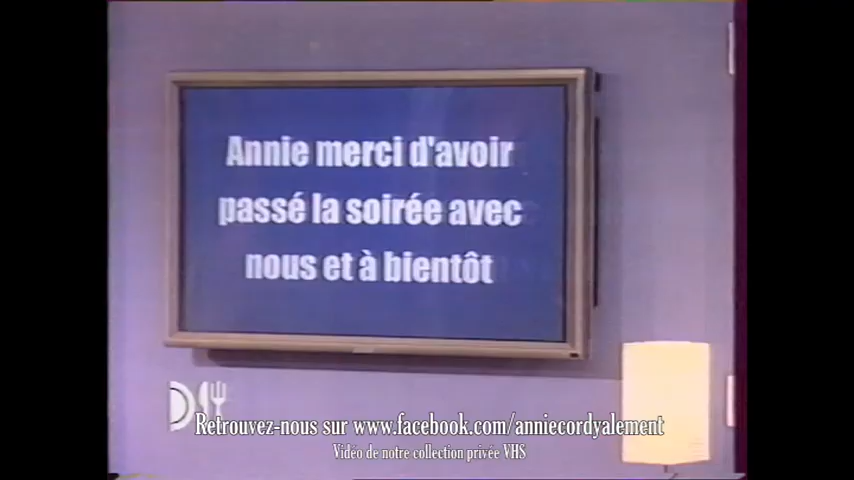 Annie merci d'avoir
passé la soirée avec
nous et à bientôt
Retrouvez-nous sur www.facebook.com/anniecordyalement
Vidéo de notre collection privée VHS